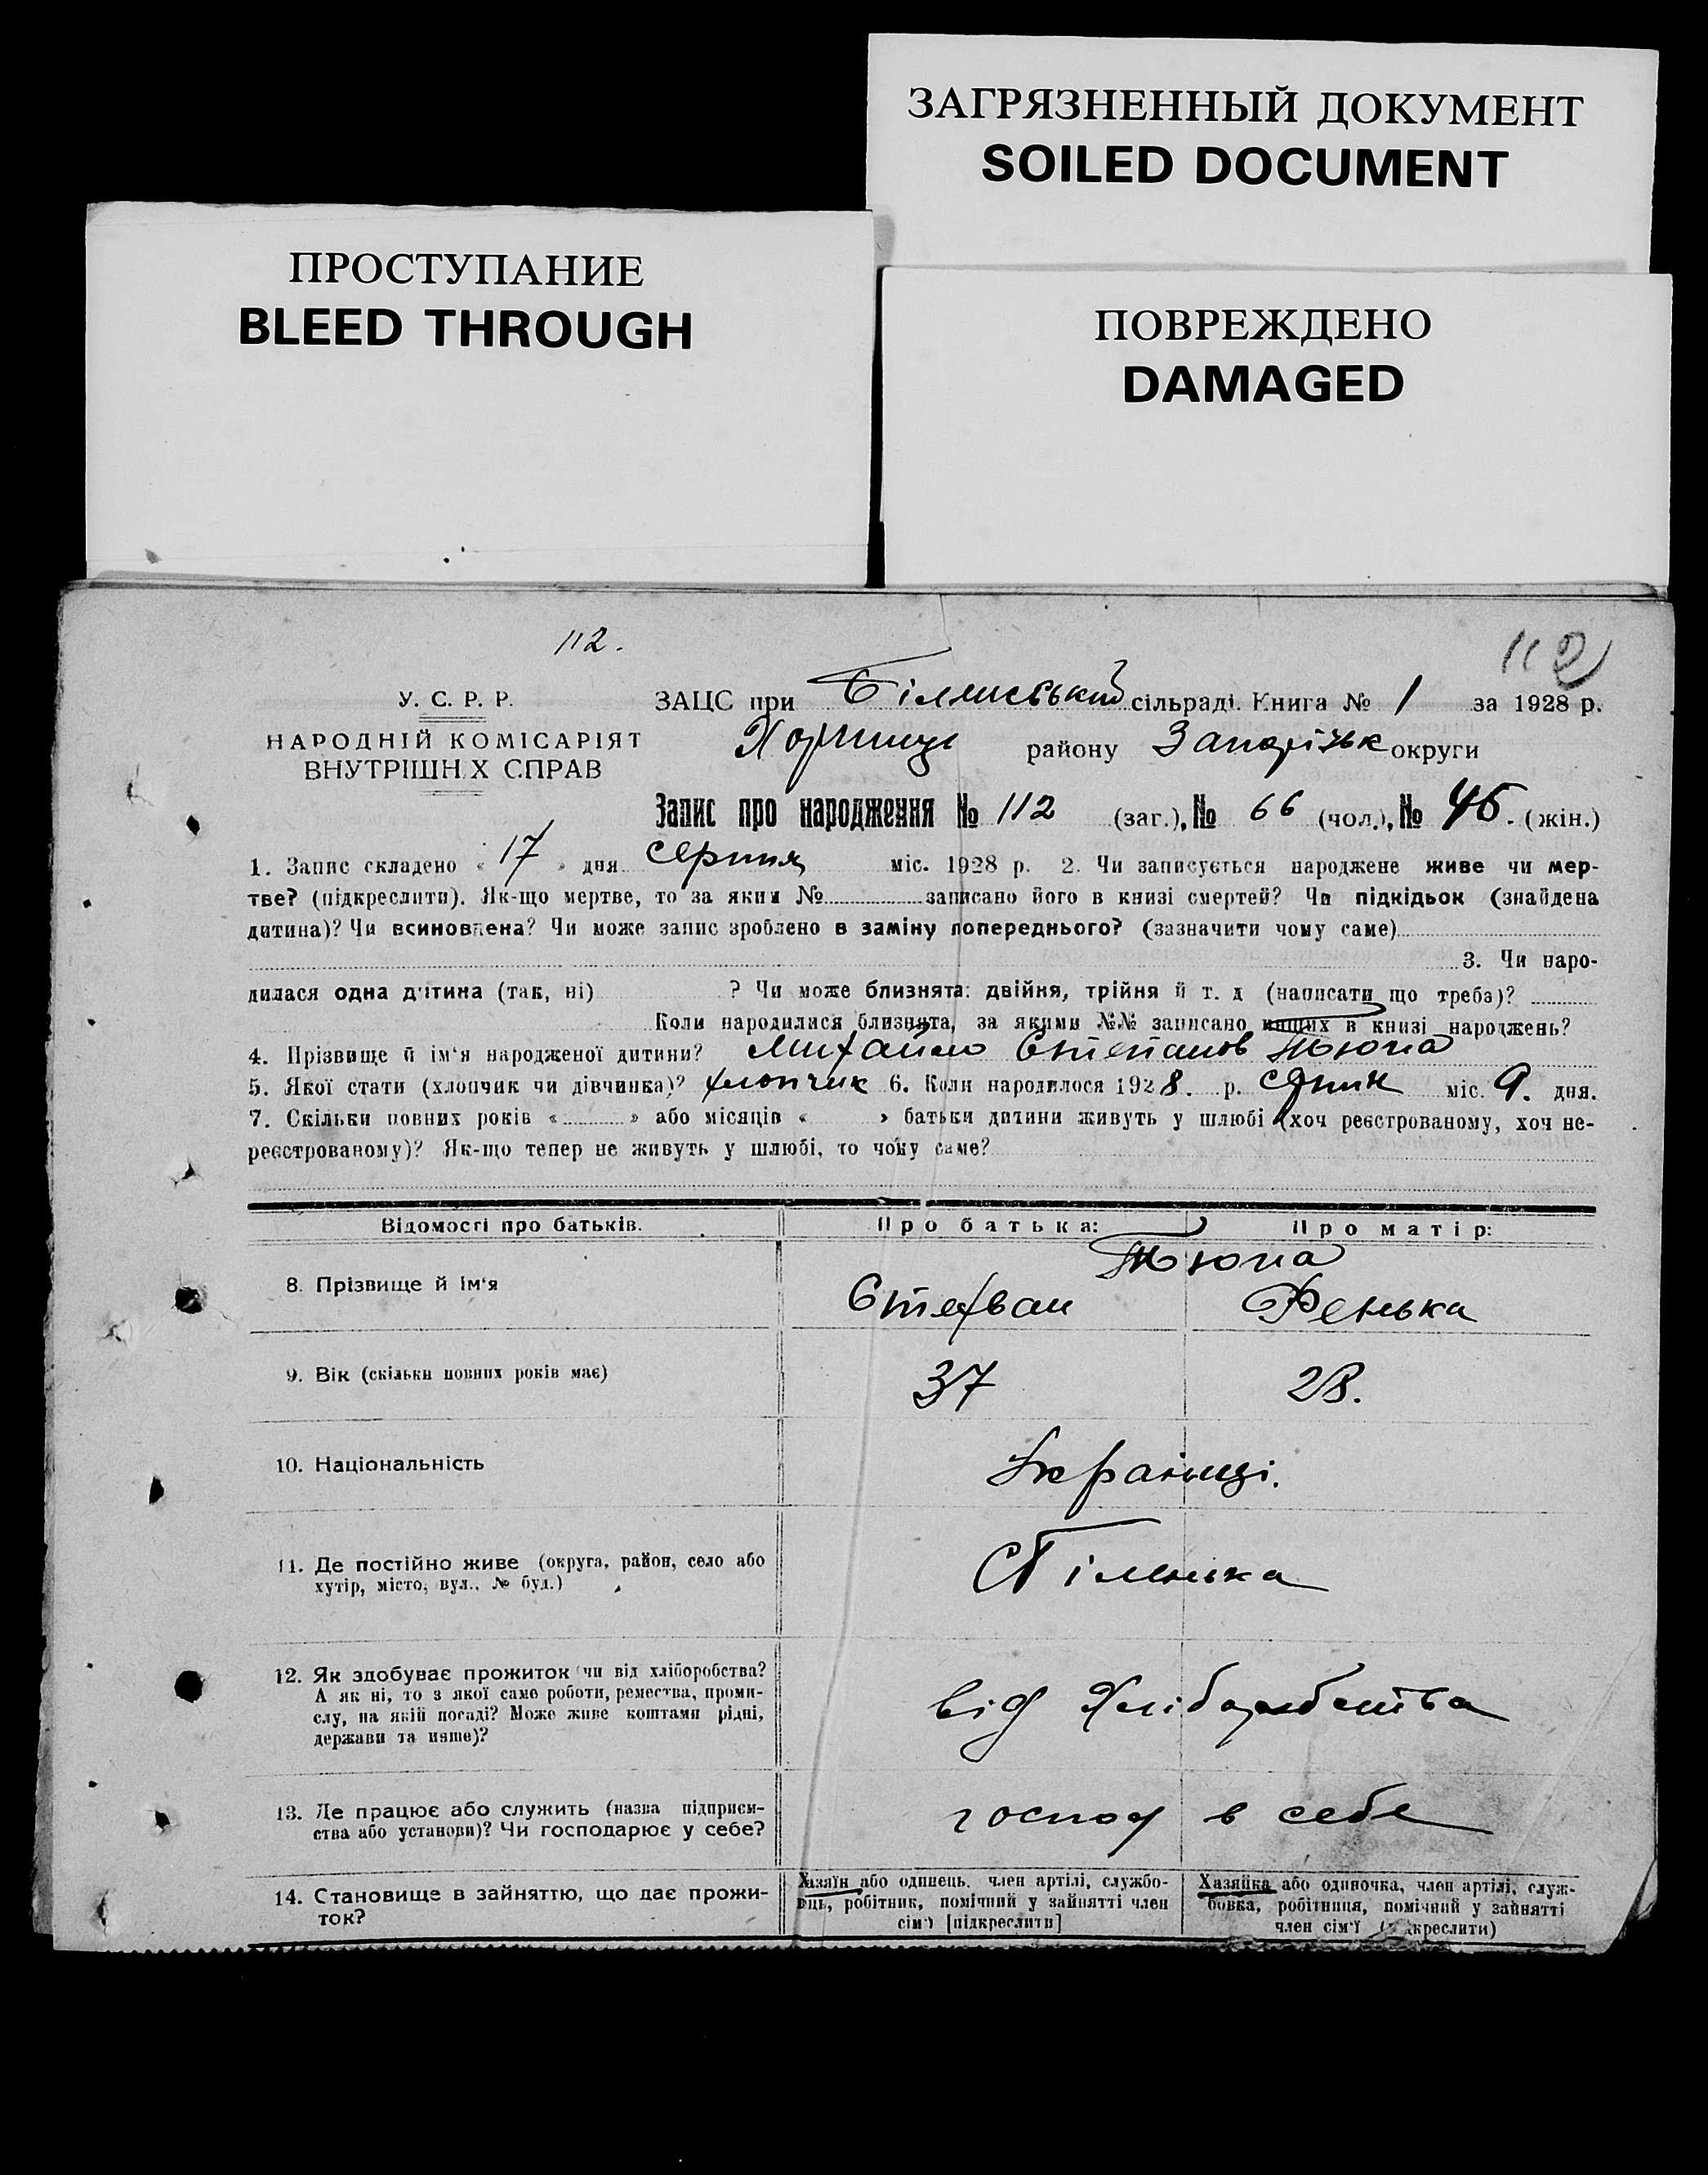 ЗАГРЯЗНЕННЫЙ ДОКУМЕНТ
SOILED DOCUMENT
ПРОСТУПАНИЕ
BLEED THROUGH
ПОВРЕЖДЕНО
DAMAGED
112.
112
У. С. Р. Р.
НАРОДНІЙ КОМІСАРІЯТ
ВНУТРІШН Х СПРАВ
ЗАЦС при сільраді. Книга № 1 за 1928 р.
району округи
Запис про народження № 112 (заг.), № 66 (чол.), № 46. (жін.)
1. Запис складено « 17 » дня серпня міс. 1928 р. 2. Чи записується народжене живе чи мер-
тве? (підкреслити). Як-що мертве, то за яким № записано його в книзі смертей? Чи підкідьок (знайдена
дитина)? Чи всиновлена? Чи може запис зроблено в заміну попереднього? (зазначити чому саме)
3. Чи наро-
дилася одна дитина (так, ні) ? Чи може близнята: двійня, трійня й т. д (написати що треба)?
Коли народилися близнята, за якими №№ записано инших в книзі народжень?
4. Прізвище й ім'я народженої дитини? Михайло Степанов Тюпа
5. Якої стати (хлопчик чи дівчинка)? хлопчик 6. Коли народилося 1928. р. міс. 9. дня.
7. Скільки повних років « » або місяців « » батьки дитини живуть у шлюбі (хоч реєстрованому, хоч не-
реєстрованому)? Як-що тепер не живуть у шлюбі, то чому саме?
Відомості про батьків. Про батька: Про матір:
Тюпа
8. Прізвище й ім'я Стефван Фенька
9. Вік (скільки повних років має) 37 28.
10. Національність Українці.
11. Де постійно живе (округа, район, село або
хутір, місто, вул., № буд.)
12. Як здобуває прожиток чи від хліборобства?
А як ні, то з якої саме роботи, ремества, проми-
слу, на якій посаді? Може живе коштами рідні,
держави та инше)?
від Хліборобства
13. Де працює або служить (назва підприєм-
ства або установи)? Чи господарює у себе?
господ в себе
14. Становище в зайняттю, що дає прожи-
ток?
Хазяїн або одинець, член артілі, службо-
вець, робітник, помічний у зайнятті член
сім'ї [підкреслити]
Хазяйка або одиночка, член артілі, служ-
бовка, робітниця, помічний у зайнятті
член сім'ї (підкреслити)